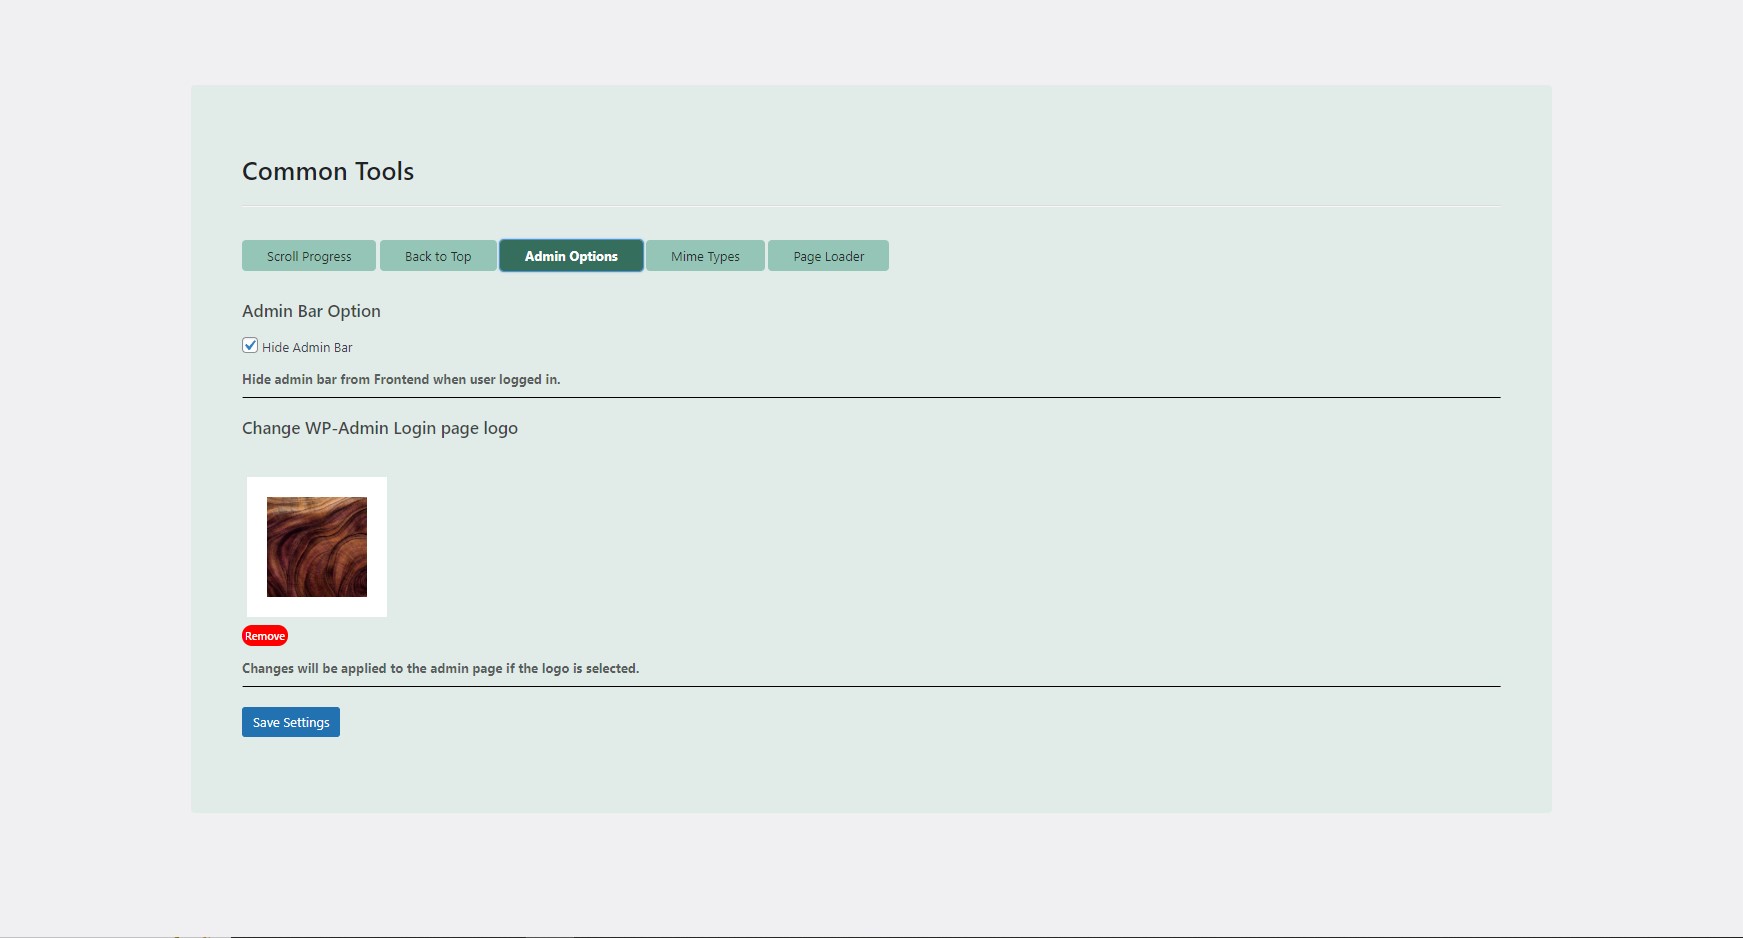 Common Tools
Scroll Progress Back to Top Admin Options Mime Types Page Loader
Admin Bar Option
Hide Admin Bar
Hide admin bar from Frontend when user logged in.
Change WP-Admin Login page logo
Remove
Changes will be applied to the admin page if the logo is selected.
Save Settings